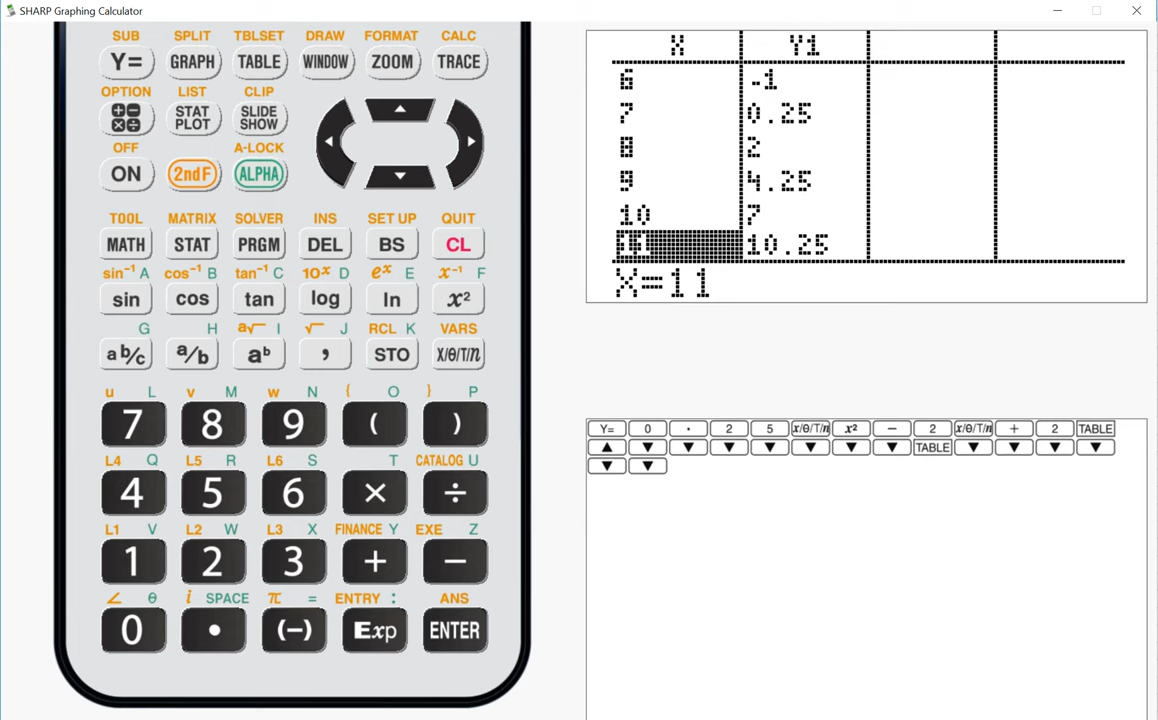 SHARP Graphing Calculator
SUB SPLIT TBLSET DRAW FORMAT CALC
Y= GRAPH TABLE WINDOW ZOOM TRACE
OPTION LIST CLIP
+ − × ÷ STAT PLOT SLIDE SHOW
OFF A-LOCK
ON 2ndF ALPHA
TOOL MATRIX SOLVER INS SET UP QUIT
MATH STAT PRGM DEL BS CL
sin⁻¹ A cos⁻¹ B tan⁻¹ C 10ˣ D eˣ E x⁻¹ F
sin cos tan log ln x²
G H a√ I √ J RCL K VARS
a b/c a/b aᵇ , STO X/θ/T/n
u L v M w N { O } P
7 8 9 ( )
L4 Q L5 R L6 S T CATALOG U
4 5 6 × ÷
L1 V L2 W L3 X FINANCE Y EXE Z
1 2 3 + −
∠ θ i SPACE π = ENTRY : ANS
0 • (−) Exp ENTER
X Y1
6 -1
7 0.25
8 2
9 4.25
10 7
11 10.25
X=11
Y= 0 · 2 5 X/θ/T/n x² − 2 X/θ/T/n + 2 TABLE
▲ ▼ ▼ ▼ ▼ ▼ ▼ ▼ TABLE ▼ ▼ ▼ ▼
▼ ▼